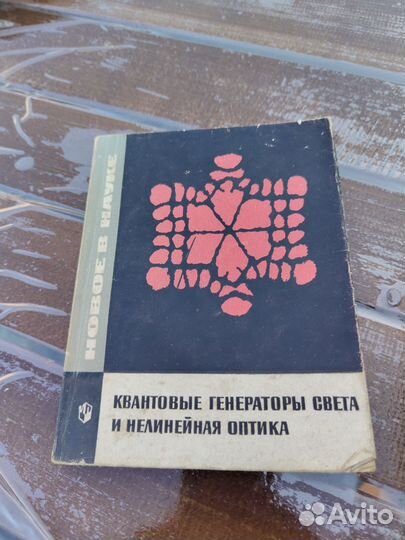 НОВОЕ В НАУКЕ
КВАНТОВЫЕ ГЕНЕРАТОРЫ СВЕТА
И НЕЛИНЕЙНАЯ ОПТИКА
Avito